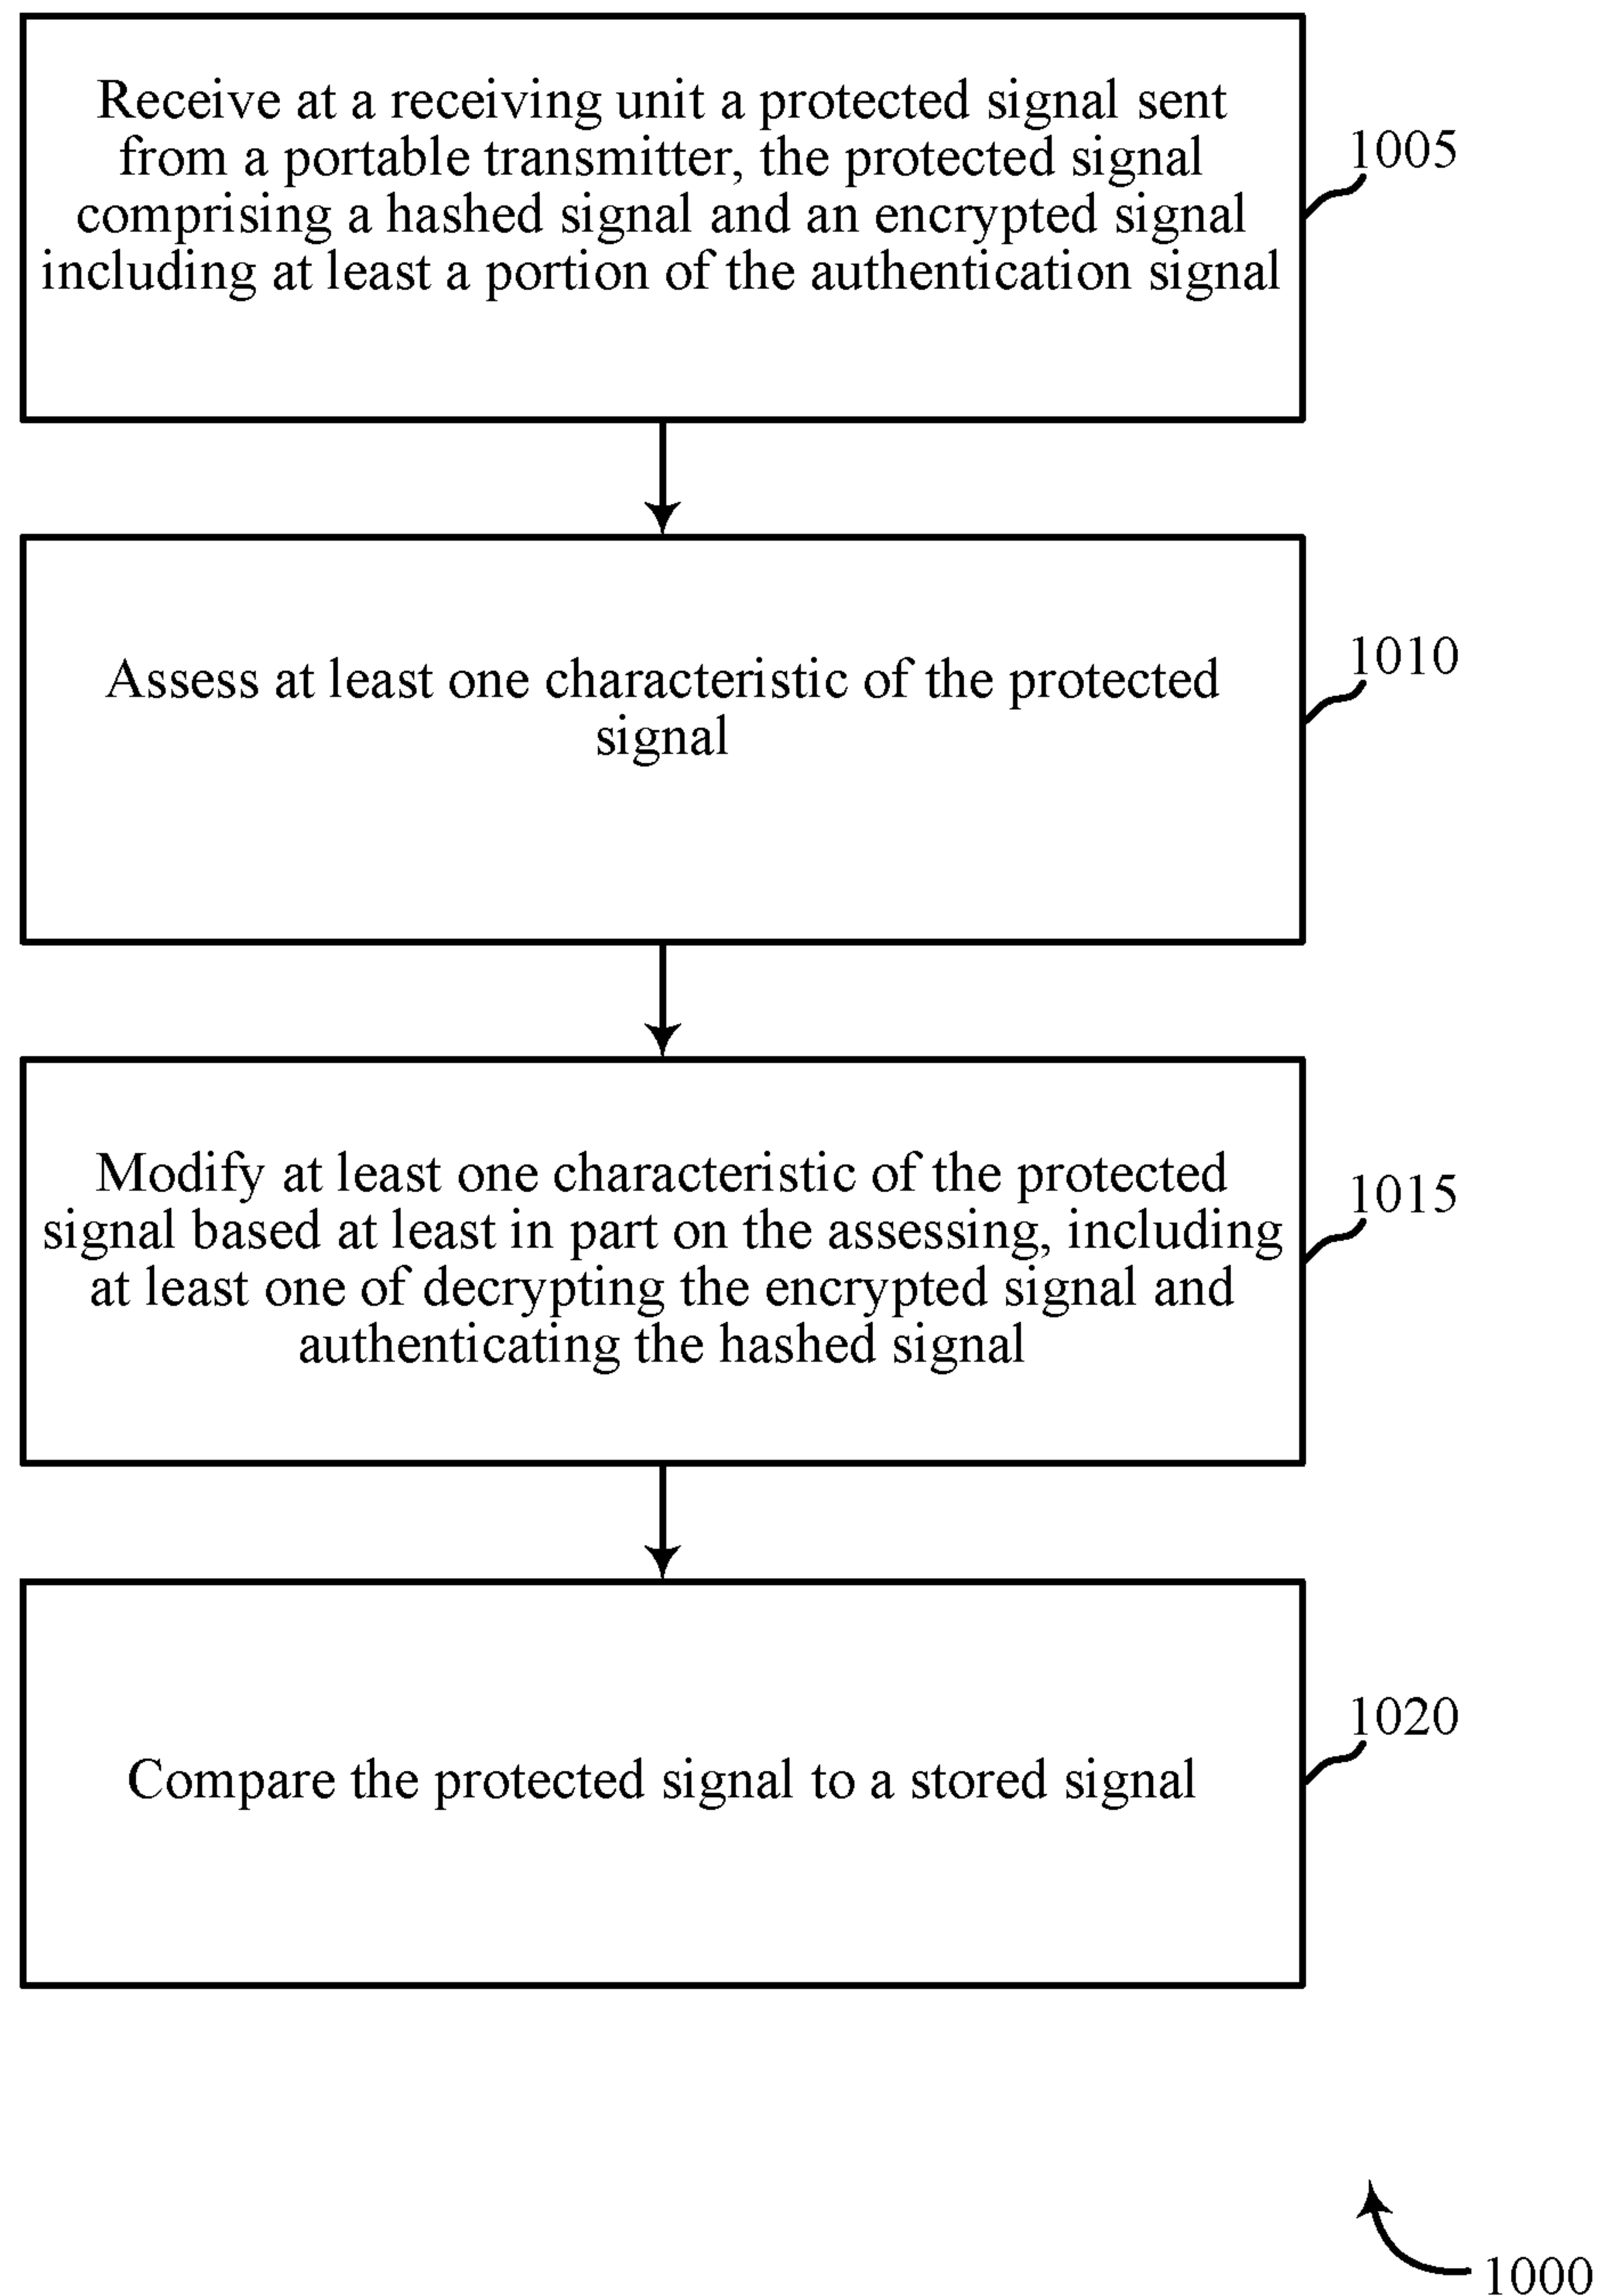 Receive at a receiving unit a protected signal sent
from a portable transmitter, the protected signal
comprising a hashed signal and an encrypted signal
including at least a portion of the authentication signal
1005
Assess at least one characteristic of the protected
signal
1010
Modify at least one characteristic of the protected
signal based at least in part on the assessing, including
at least one of decrypting the encrypted signal and
authenticating the hashed signal
1015
Compare the protected signal to a stored signal
1020
1000